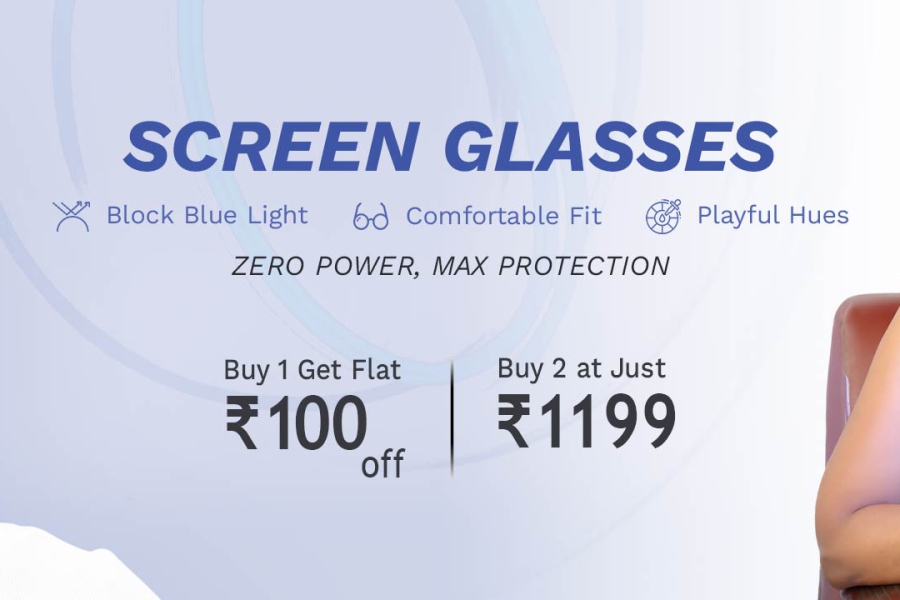 SCREEN GLASSES
Block Blue Light Comfortable Fit Playful Hues
ZERO POWER, MAX PROTECTION
Buy 1 Get Flat
₹100
off
Buy 2 at Just
₹1199